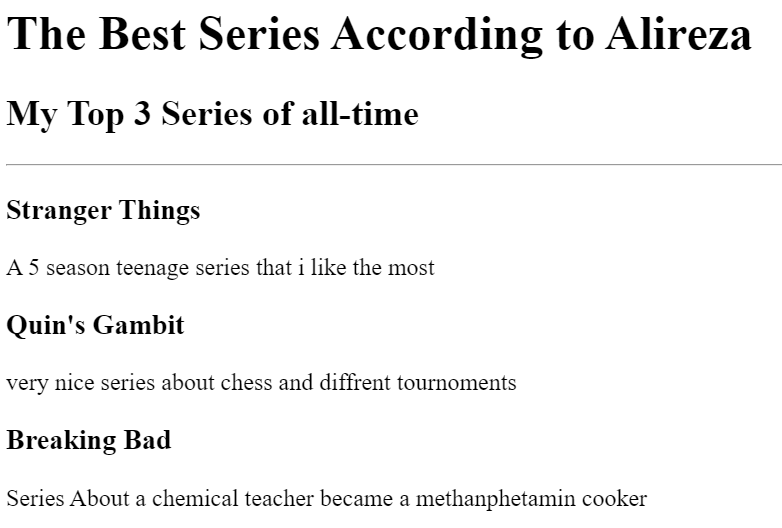 The Best Series According to Alireza
My Top 3 Series of all-time
Stranger Things
A 5 season teenage series that i like the most
Quin's Gambit
very nice series about chess and diffrent tournoments
Breaking Bad
Series About a chemical teacher became a methanphetamin cooker